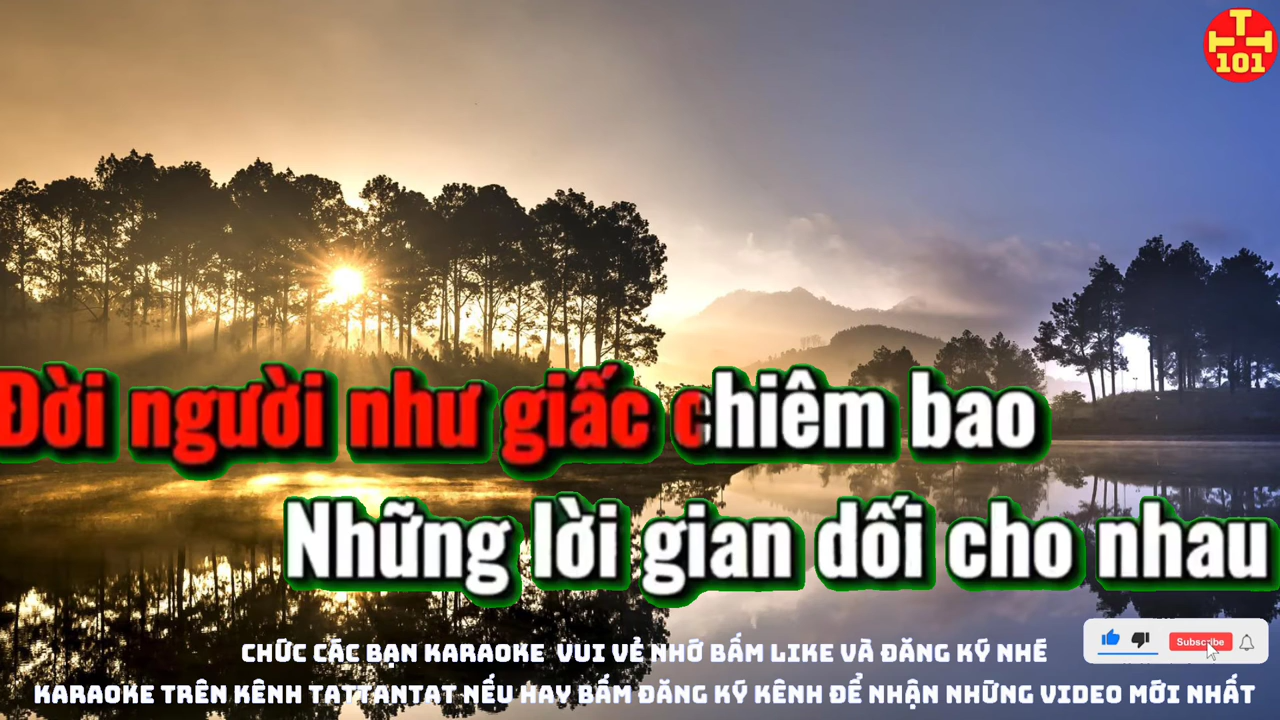 TTH
101
Đời người như giấc chiêm bao
Những lời gian dối cho nhau
CHỨC CÁC BẠN KARAOKE VUI VẺ NHỚ BẤM LIKE VÀ ĐĂNG KÝ NHÉ
Subscribe
KARAOKE TRÊN KÊNH TATTANTAT NẾU HAY BẤM ĐĂNG KÝ KÊNH ĐỂ NHẬN NHỮNG VIDEO MỚI NHẤT